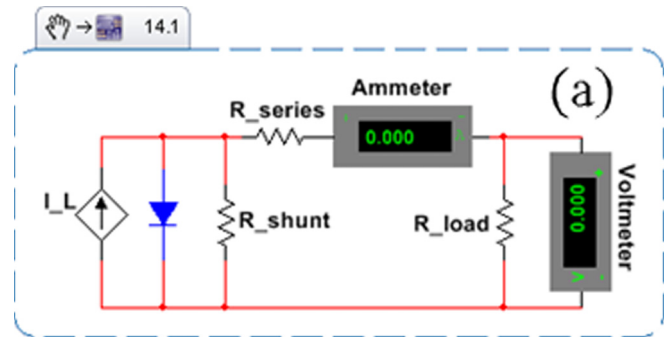 14.1
Ammeter
(a)
R_series
0.000
I_L
R_shunt
R_load
0.000
V
Voltmeter